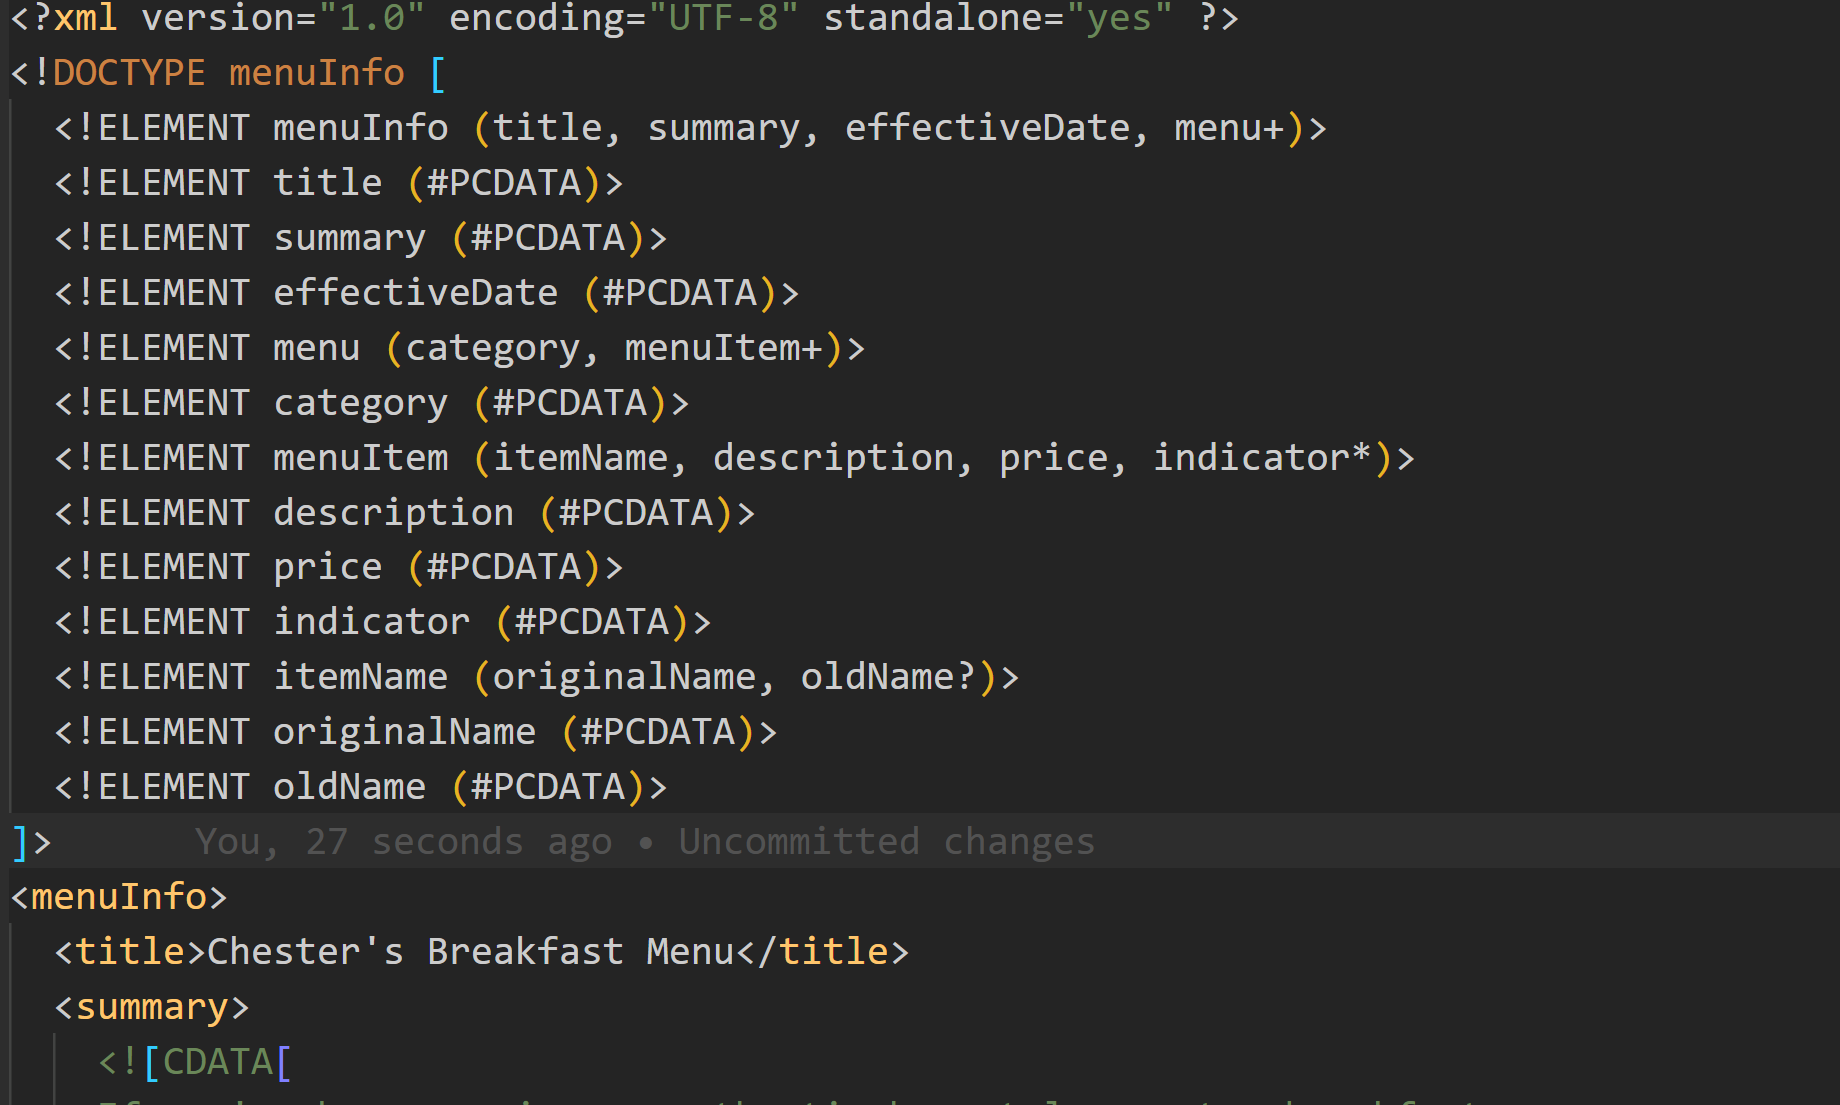 <?xml version="1.0" encoding="UTF-8" standalone="yes" ?>
<!DOCTYPE menuInfo [
<!ELEMENT menuInfo (title, summary, effectiveDate, menu+)>
<!ELEMENT title (#PCDATA)>
<!ELEMENT summary (#PCDATA)>
<!ELEMENT effectiveDate (#PCDATA)>
<!ELEMENT menu (category, menuItem+)>
<!ELEMENT category (#PCDATA)>
<!ELEMENT menuItem (itemName, description, price, indicator*)>
<!ELEMENT description (#PCDATA)>
<!ELEMENT price (#PCDATA)>
<!ELEMENT indicator (#PCDATA)>
<!ELEMENT itemName (originalName, oldName?)>
<!ELEMENT originalName (#PCDATA)>
<!ELEMENT oldName (#PCDATA)>
]> You, 27 seconds ago • Uncommitted changes
<menuInfo>
<title>Chester's Breakfast Menu</title>
<summary>
<![CDATA[